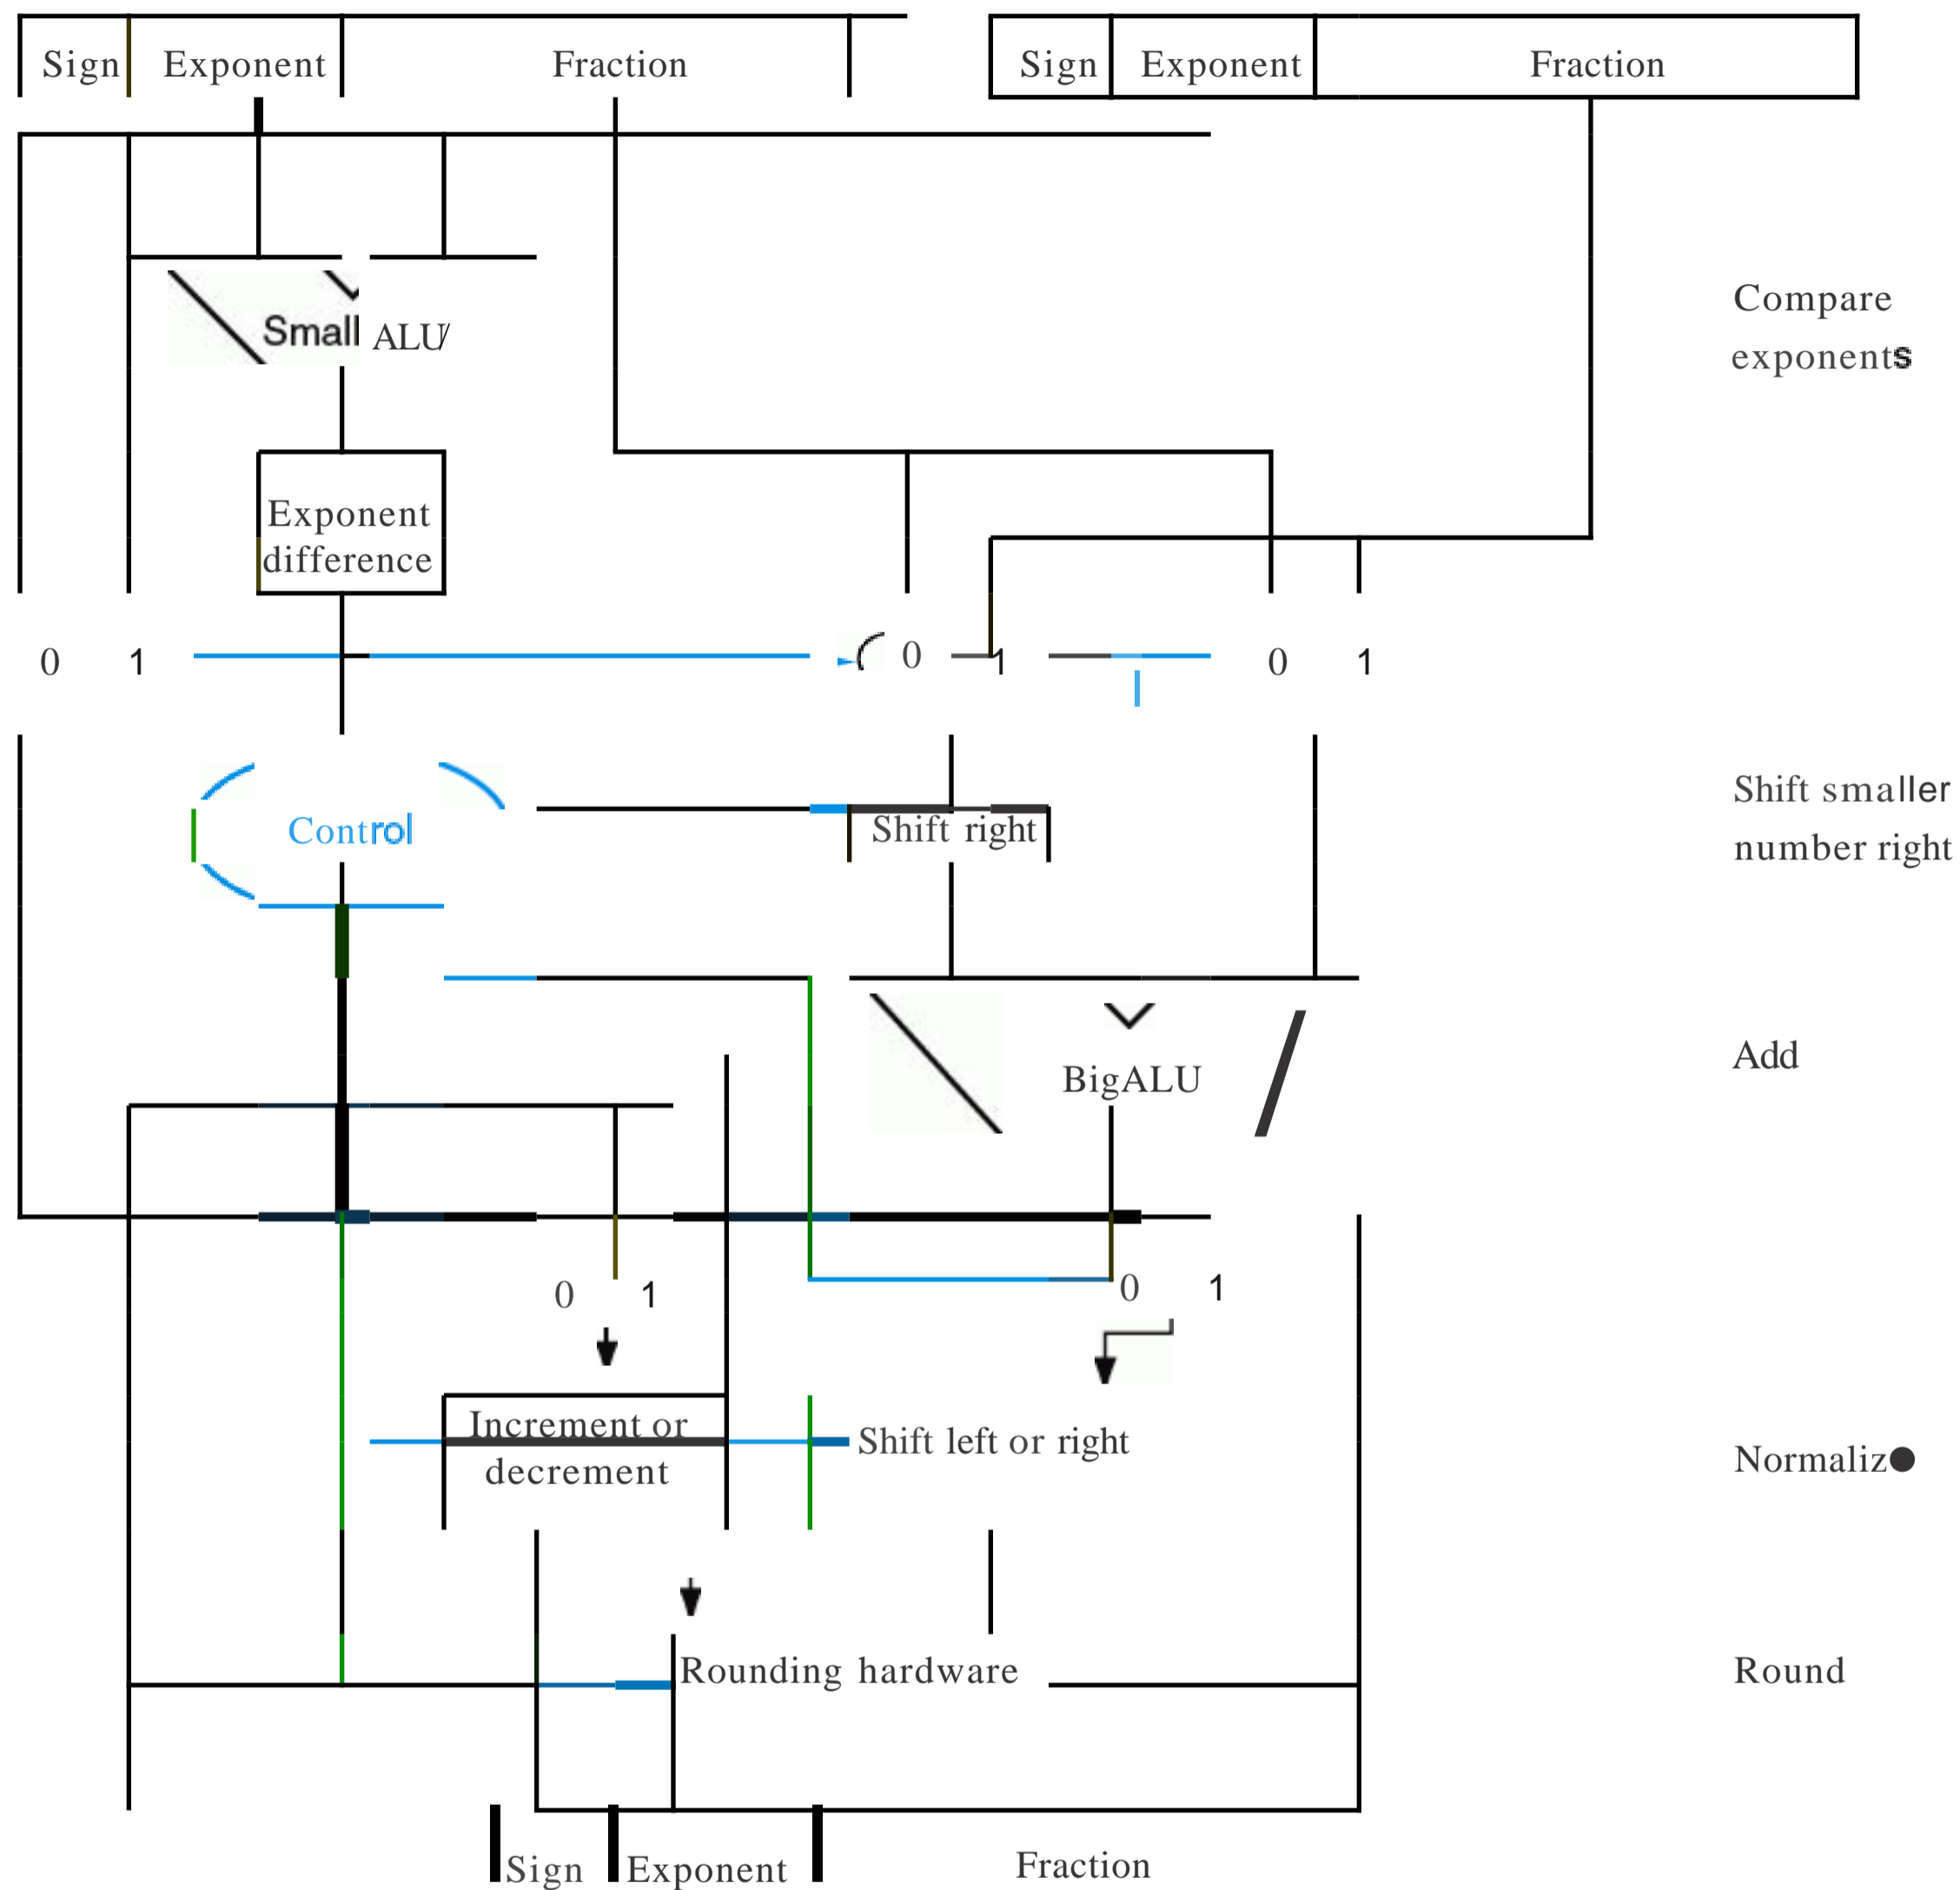 Sign Exponent Fraction Sign Exponent Fraction
Small ALU
Compare
exponents
Exponent
difference
0 1 0 1 0 1
Control
Shift right
Shift smaller
number right
BigALU
Add
0 1 0 1
Increment or
decrement
Shift left or right
Normaliz
Rounding hardware
Round
Sign Exponent Fraction